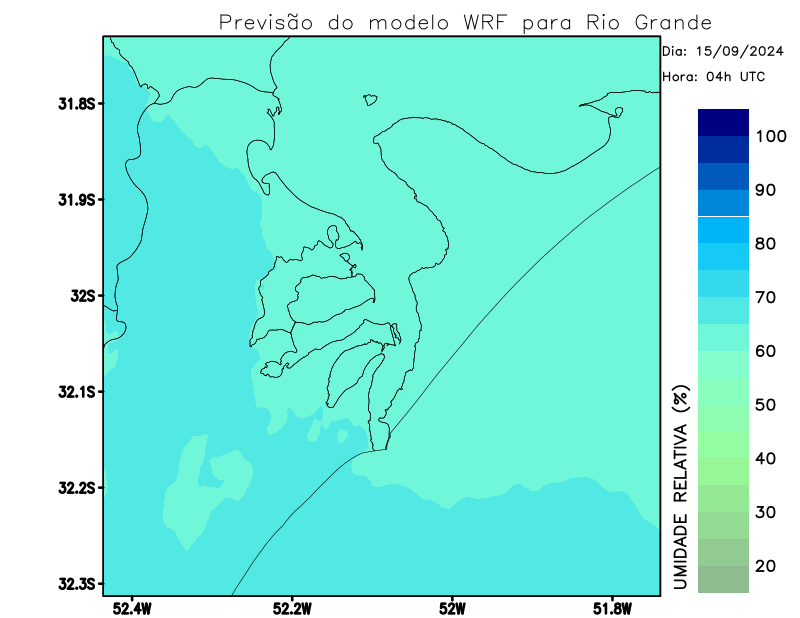 Previsão do modelo WRF para Rio Grande
Dia: 15/09/2024
Hora: 04h UTC
31.8S
31.9S
32S
32.1S
32.2S
32.3S
52.4W
52.2W
52W
51.8W
100
90
80
70
60
50
40
30
20
UMIDADE RELATIVA (%)